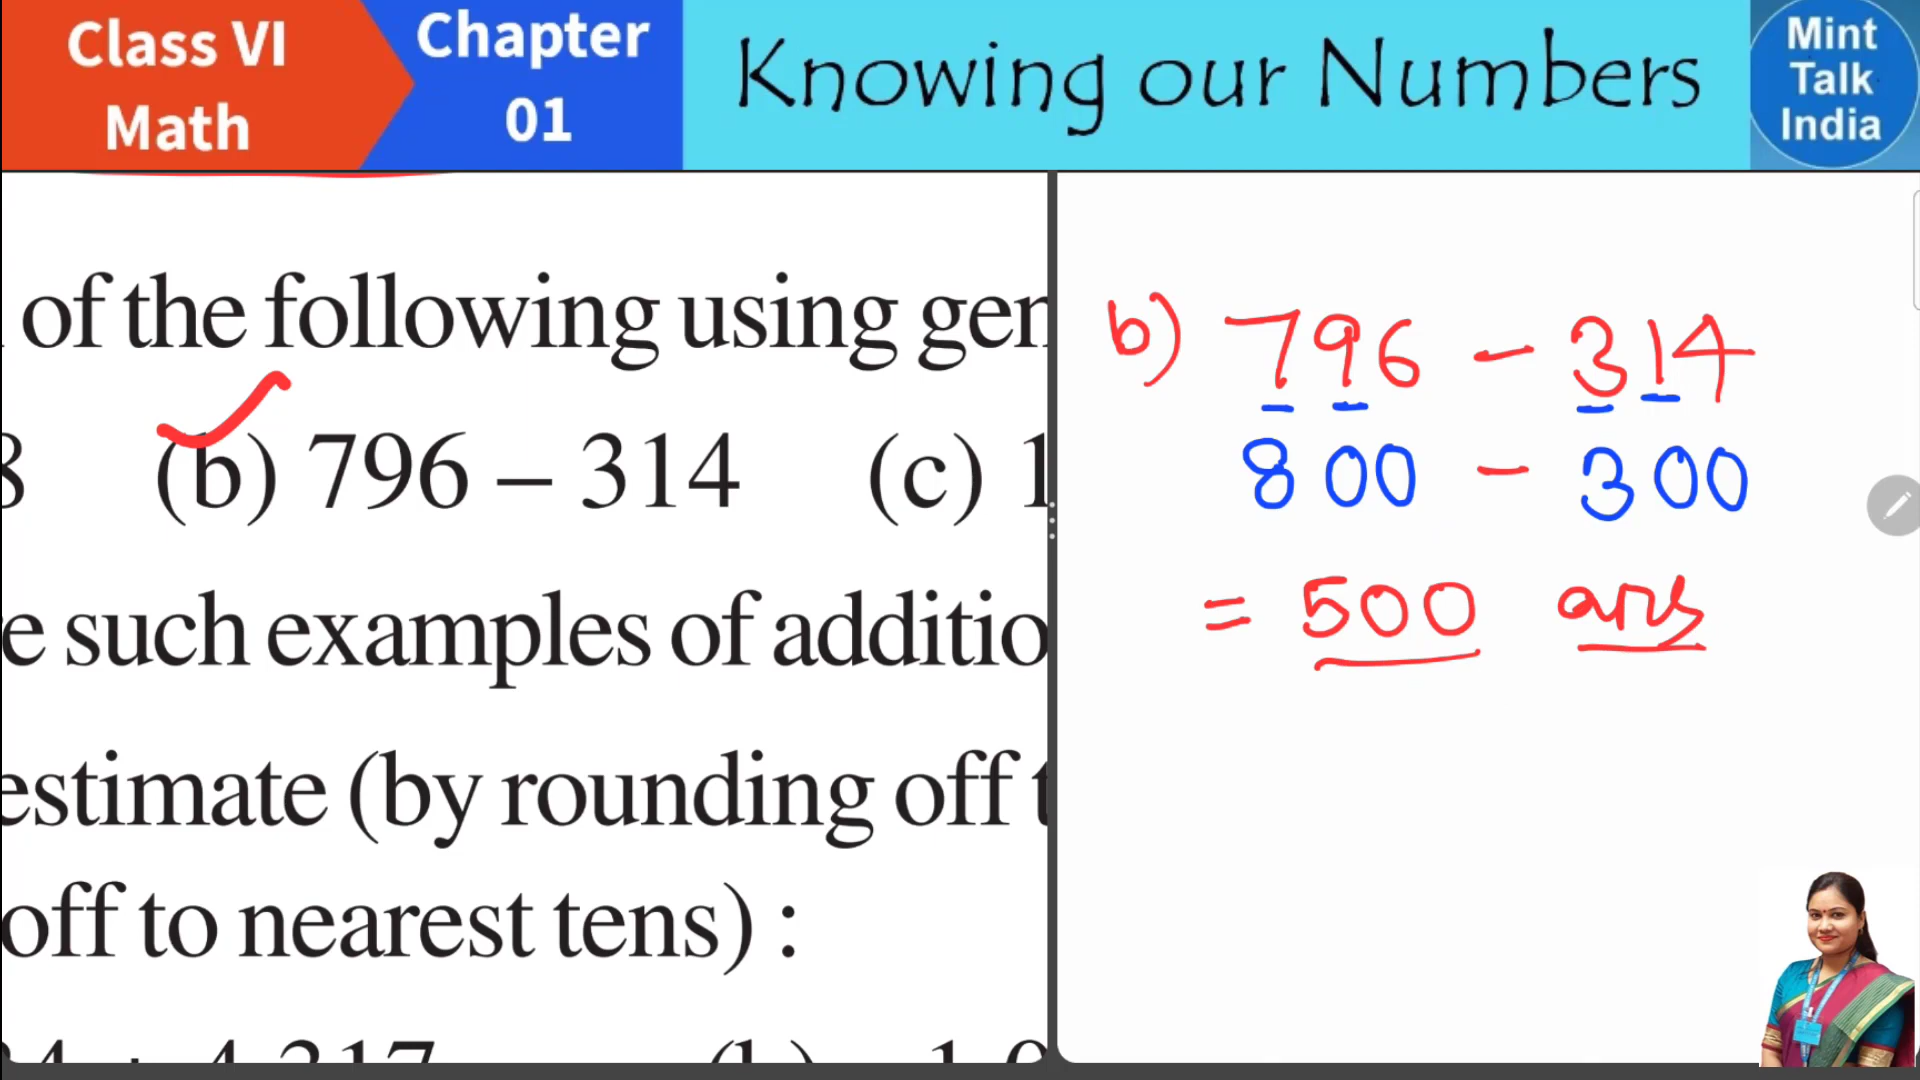 Class VI
Math
Chapter
01
Knowing our Numbers
Mint
Talk
India
of the following using gen
8 (b) 796 – 314 (c) 1
e such examples of additio
estimate (by rounding off t
off to nearest tens) :
b) 796 - 314
800 - 300
= 500 ans